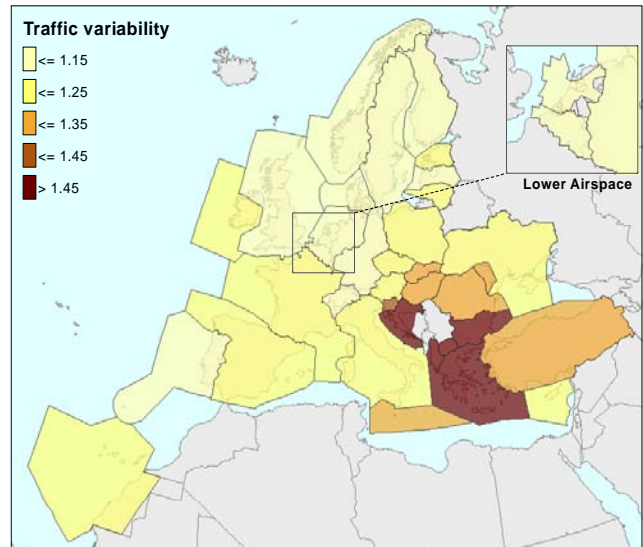 Traffic variability
<= 1.15
<= 1.25
<= 1.35
<= 1.45
> 1.45
Lower Airspace